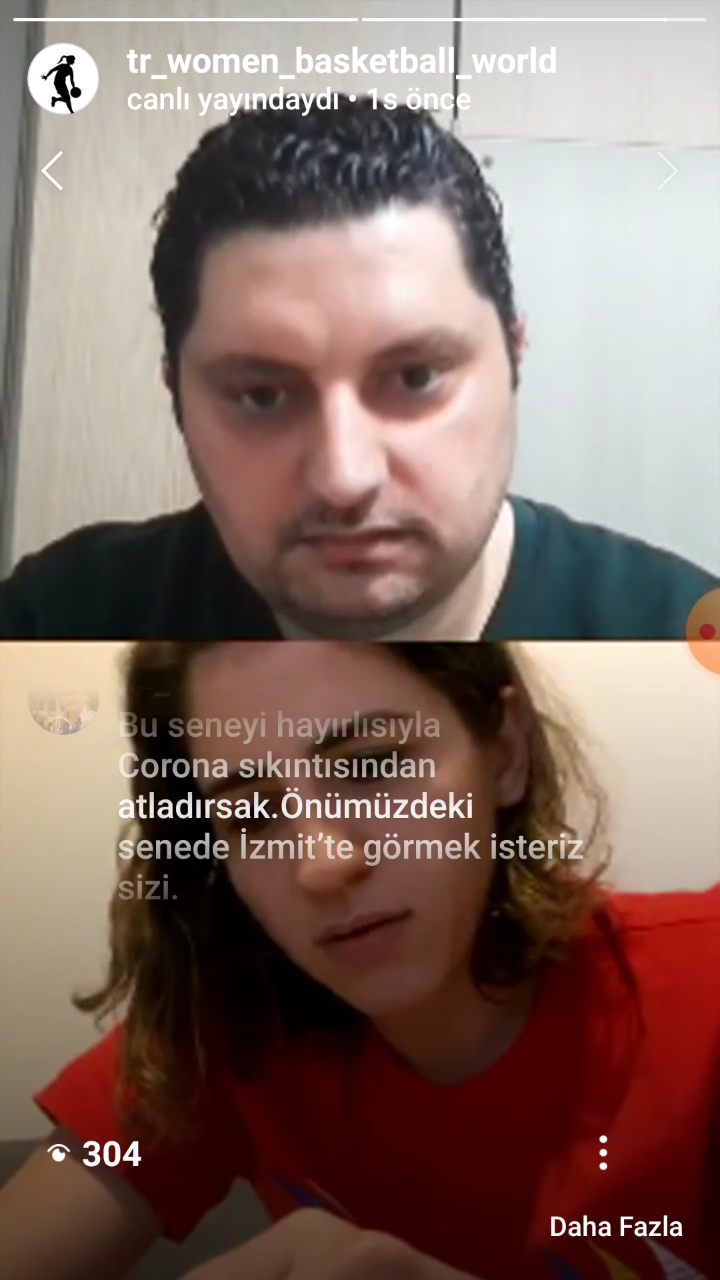 tr_women_basketball_world
canlı yayındaydı • 1s önce
Bu seneyi hayırlısıyla
Corona sıkıntısından
atladırsak.Önümüzdeki
senede İzmit’te görmek isteriz
sizi.
304
Daha Fazla